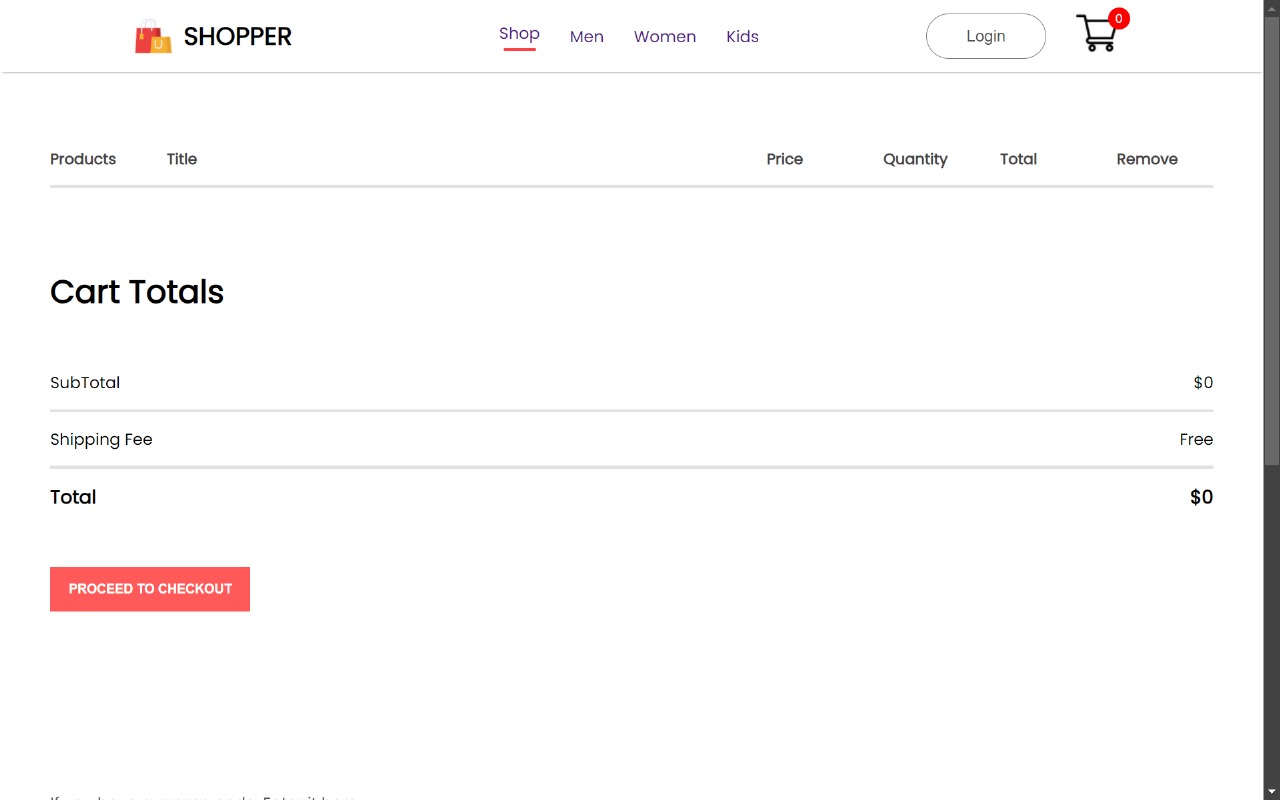 SHOPPER Shop Men Women Kids Login 0
Products Title Price Quantity Total Remove
Cart Totals
SubTotal $0
Shipping Fee Free
Total $0
PROCEED TO CHECKOUT